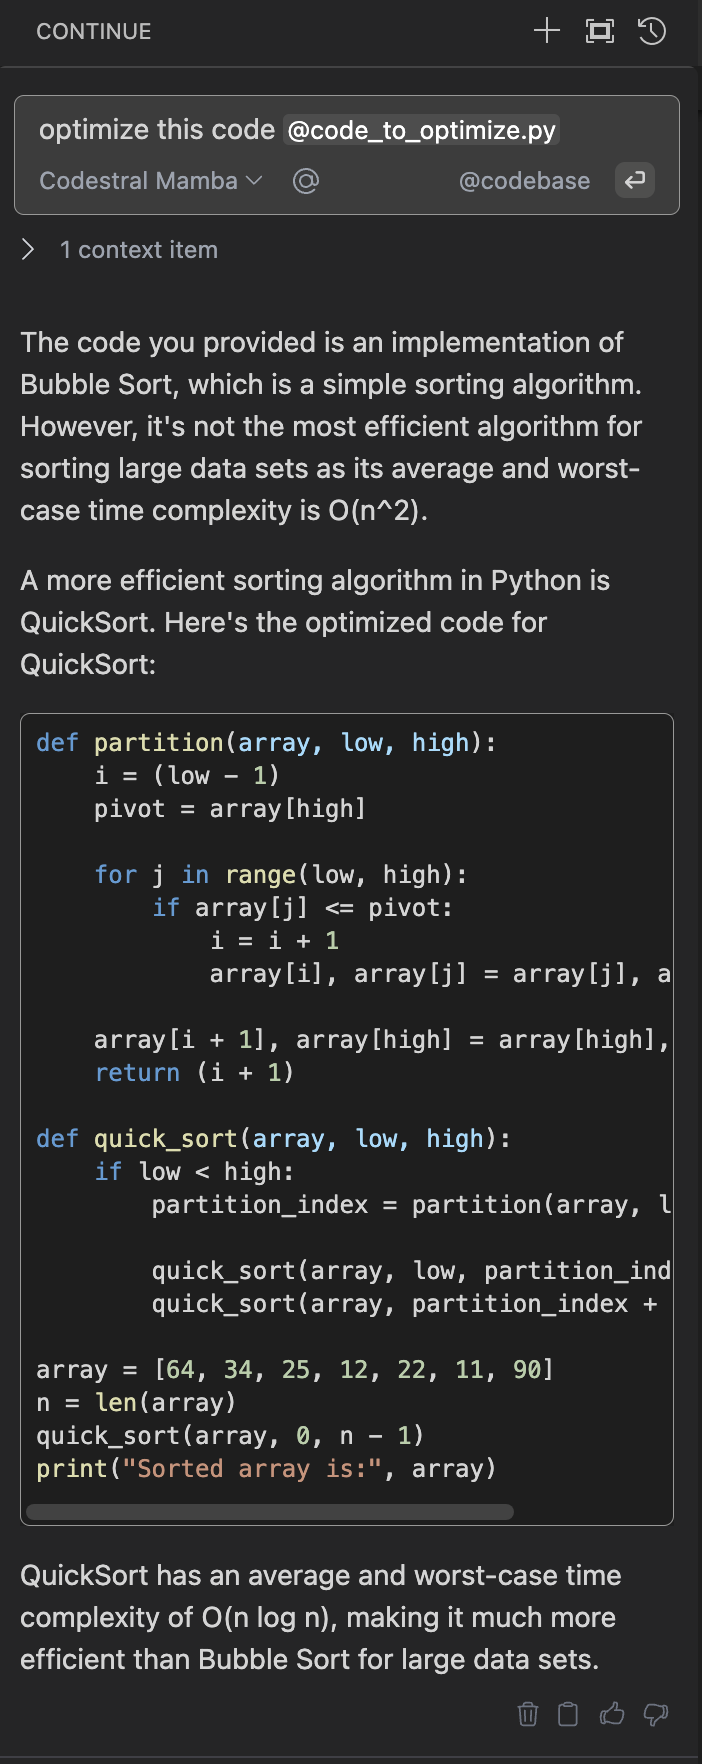 CONTINUE
optimize this code @code_to_optimize.py
Codestral Mamba @codebase
1 context item
The code you provided is an implementation of
Bubble Sort, which is a simple sorting algorithm.
However, it's not the most efficient algorithm for
sorting large data sets as its average and worst-
case time complexity is O(n^2).
A more efficient sorting algorithm in Python is
QuickSort. Here's the optimized code for
QuickSort:
def partition(array, low, high):
    i = (low - 1)
    pivot = array[high]
    for j in range(low, high):
        if array[j] <= pivot:
            i = i + 1
            array[i], array[j] = array[j], a
    array[i + 1], array[high] = array[high],
    return (i + 1)
def quick_sort(array, low, high):
    if low < high:
        partition_index = partition(array, l
        quick_sort(array, low, partition_ind
        quick_sort(array, partition_index +
array = [64, 34, 25, 12, 22, 11, 90]
n = len(array)
quick_sort(array, 0, n - 1)
print("Sorted array is:", array)
QuickSort has an average and worst-case time
complexity of O(n log n), making it much more
efficient than Bubble Sort for large data sets.